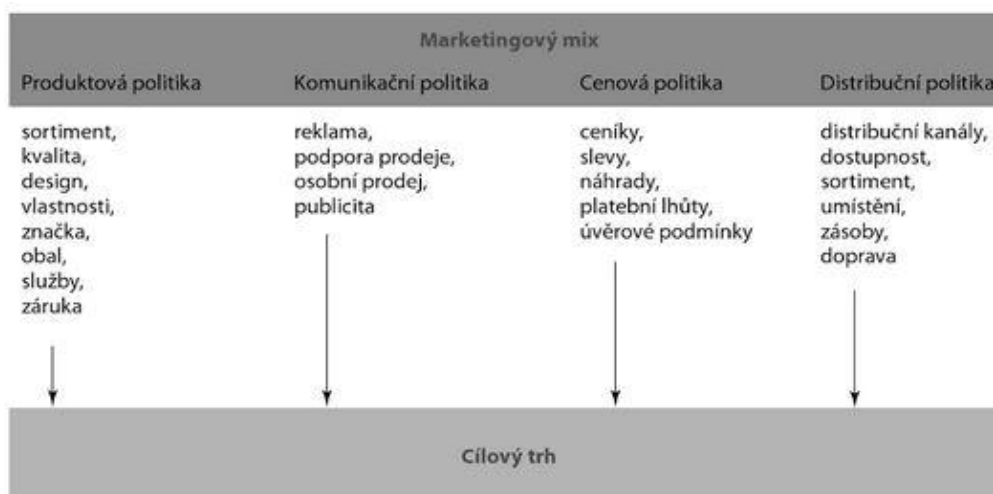 Marketingový mix
Produktová politika
Komunikační politika
Cenová politika
Distribuční politika
sortiment,
kvalita,
design,
vlastnosti,
značka,
obal,
služby,
záruka
reklama,
podpora prodeje,
osobní prodej,
publicita
ceníky,
slevy,
náhrady,
platební lhůty,
úvěrové podmínky
distribuční kanály,
dostupnost,
sortiment,
umístění,
zásoby,
doprava
Cílový trh